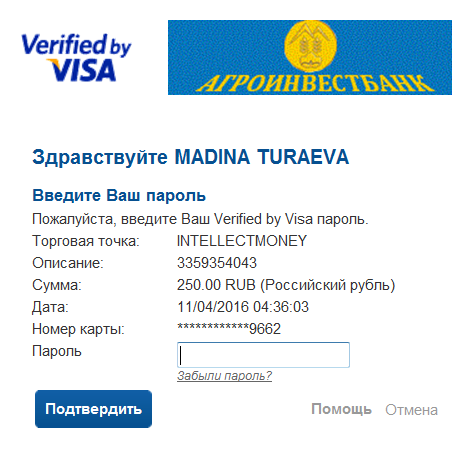 Verified by
VISA
АГРОИНВЕСТБАНК
Здравствуйте MADINA TURAEVA
Введите Ваш пароль
Пожалуйста, введите Ваш Verified by Visa пароль.
Торговая точка: INTELLECTMONEY
Описание: 3359354043
Сумма: 250.00 RUB (Российский рубль)
Дата: 11/04/2016 04:36:03
Номер карты: ************9662
Пароль
Забыли пароль?
Подтвердить Помощь Отмена